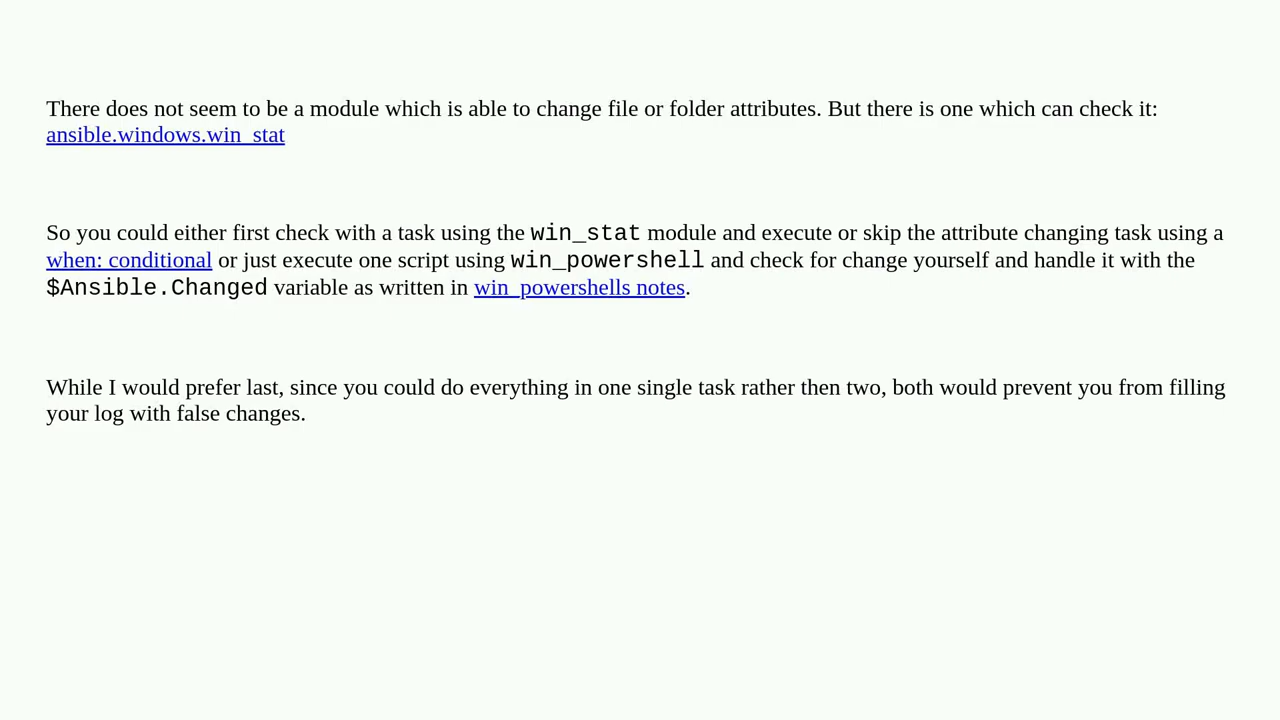 There does not seem to be a module which is able to change file or folder attributes. But there is one which can check it:
ansible.windows.win_stat
So you could either first check with a task using the win_stat module and execute or skip the attribute changing task using a
when: conditional or just execute one script using win_powershell and check for change yourself and handle it with the
$Ansible.Changed variable as written in win_powershells notes.
While I would prefer last, since you could do everything in one single task rather then two, both would prevent you from filling
your log with false changes.